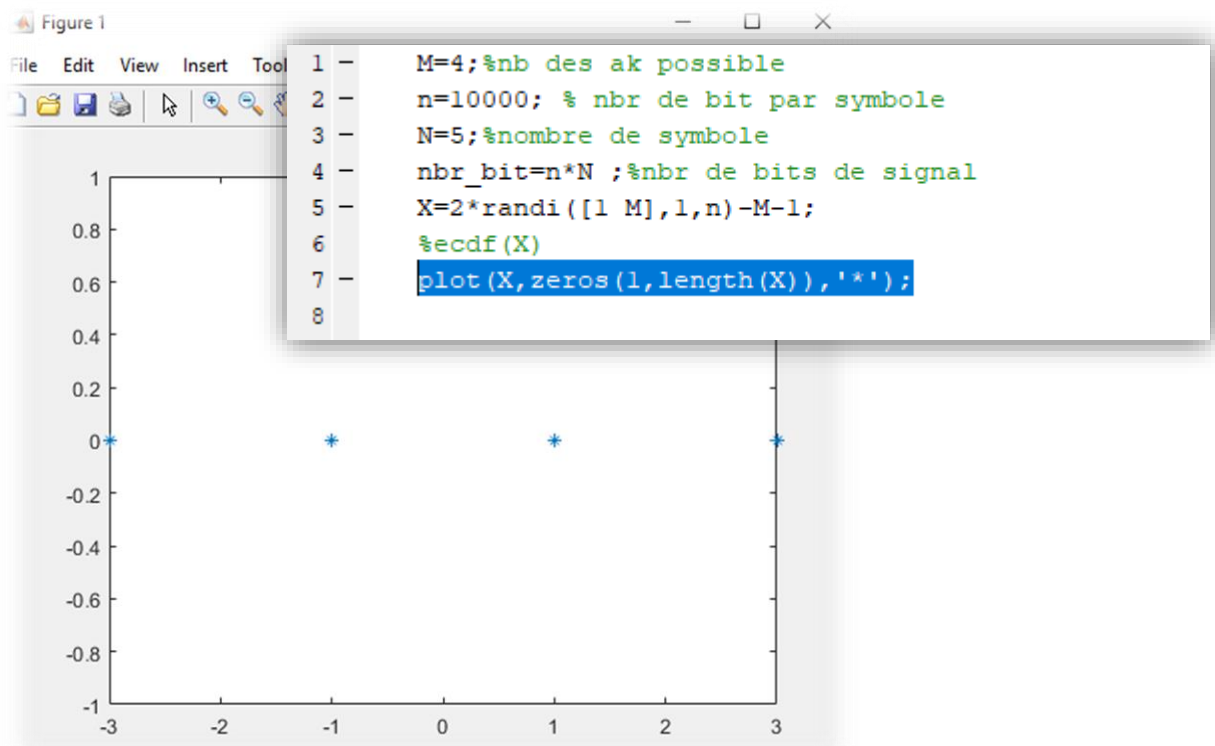 Figure 1
File Edit View Insert
1 M=4;%nb des ak possible
2 n=10000; % nbr de bit par symbole
3 N=5;%nombre de symbole
4 nbr_bit=n*N ;%nbr de bits de signal
5 X=2*randi([1 M],1,n)-M-1;
6 %ecdf(X)
7 plot(X,zeros(1,length(X)),'*');
8
1
0.8
0.6
0.4
0.2
0
-0.2
-0.4
-0.6
-0.8
-1
-3 -2 -1 0 1 2 3